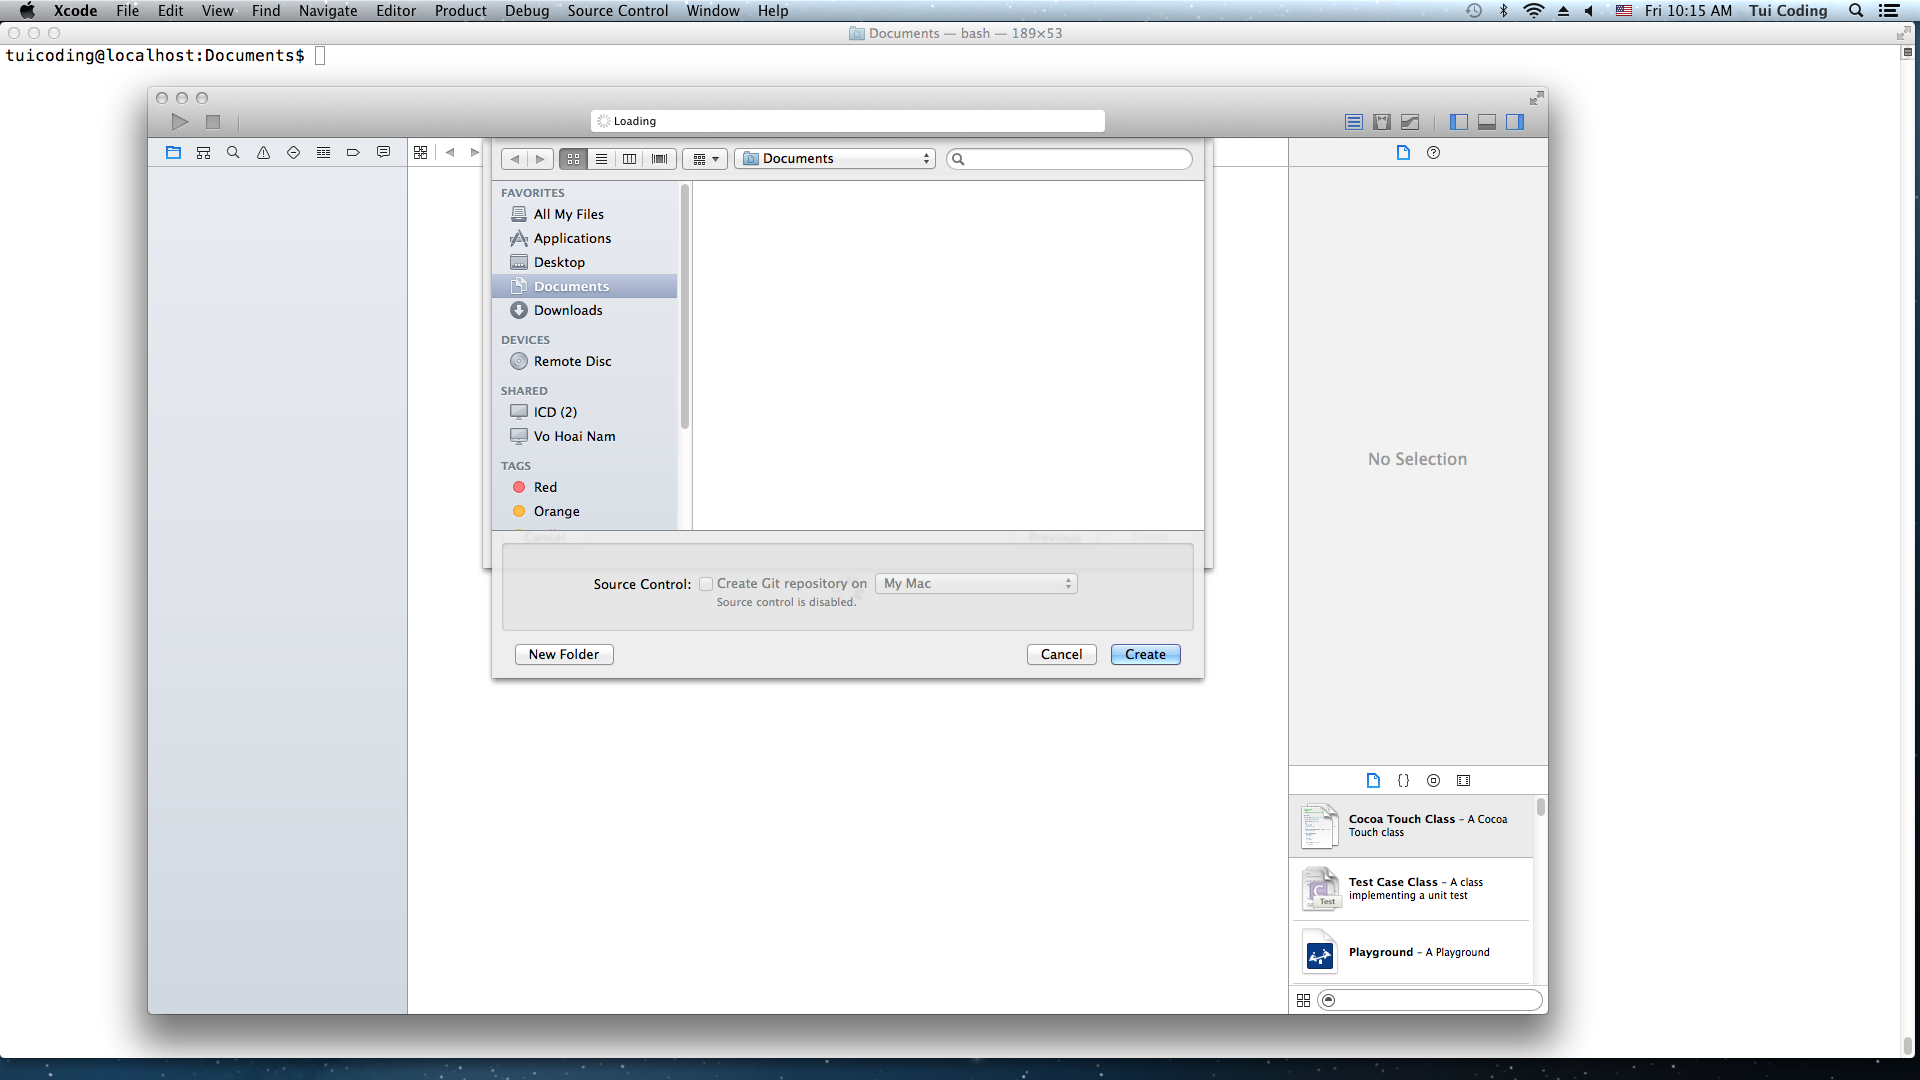 Xcode File Edit View Find Navigate Editor Product Debug Source Control Window Help Fri 10:15 AM Tui Coding
Documents — bash — 189×53
tuicoding@localhost:Documents$
Loading
Documents
FAVORITES
All My Files
Applications
Desktop
Documents
Downloads
DEVICES
Remote Disc
SHARED
ICD (2)
Vo Hoai Nam
TAGS
Red
Orange
Cancel Previous
Source Control: Create Git repository on My Mac
Source control is disabled.
New Folder Cancel Create
No Selection
{}
Cocoa Touch Class – A Cocoa
Touch class
Test
Test Case Class – A class
implementing a unit test
Playground – A Playground